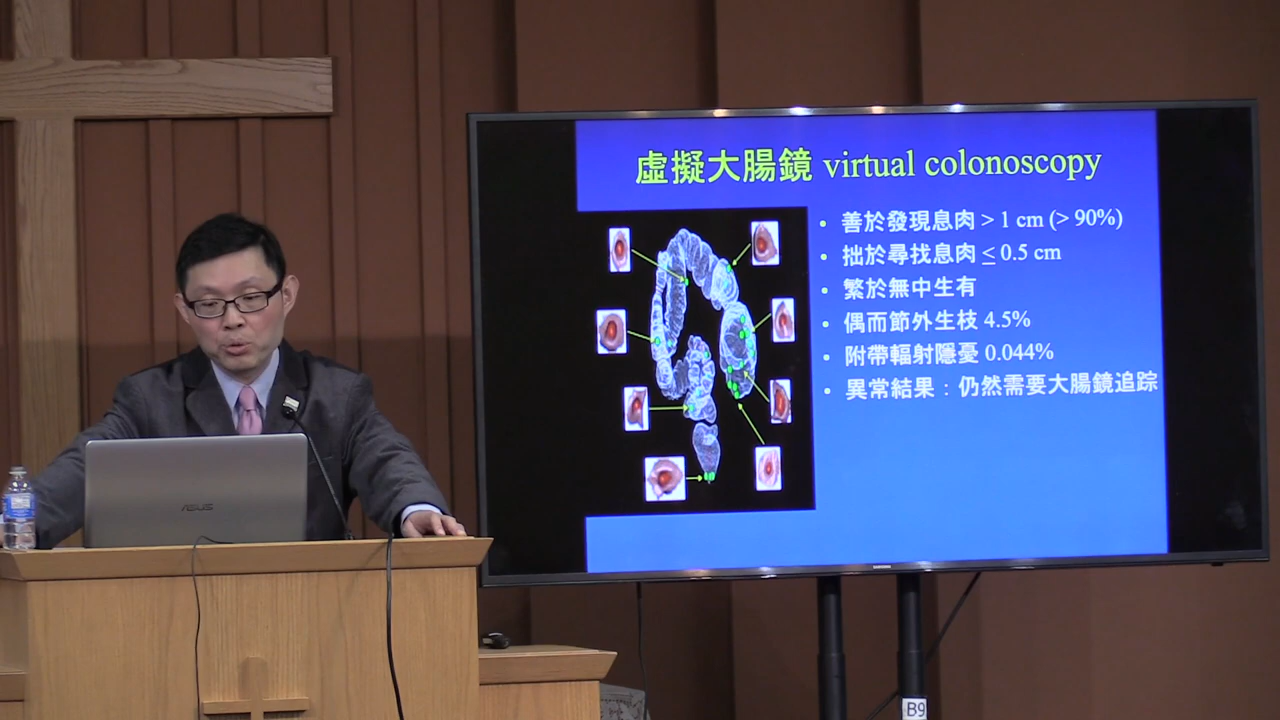 虛擬大腸鏡 virtual colonoscopy
• 善於發現息肉 > 1 cm (> 90%)
• 拙於尋找息肉 ≤ 0.5 cm
• 繁於無中生有
• 偶而節外生枝 4.5%
• 附帶輻射隱憂 0.044%
• 異常結果：仍然需要大腸鏡追踪
ASUS
SAMSUNG
B9